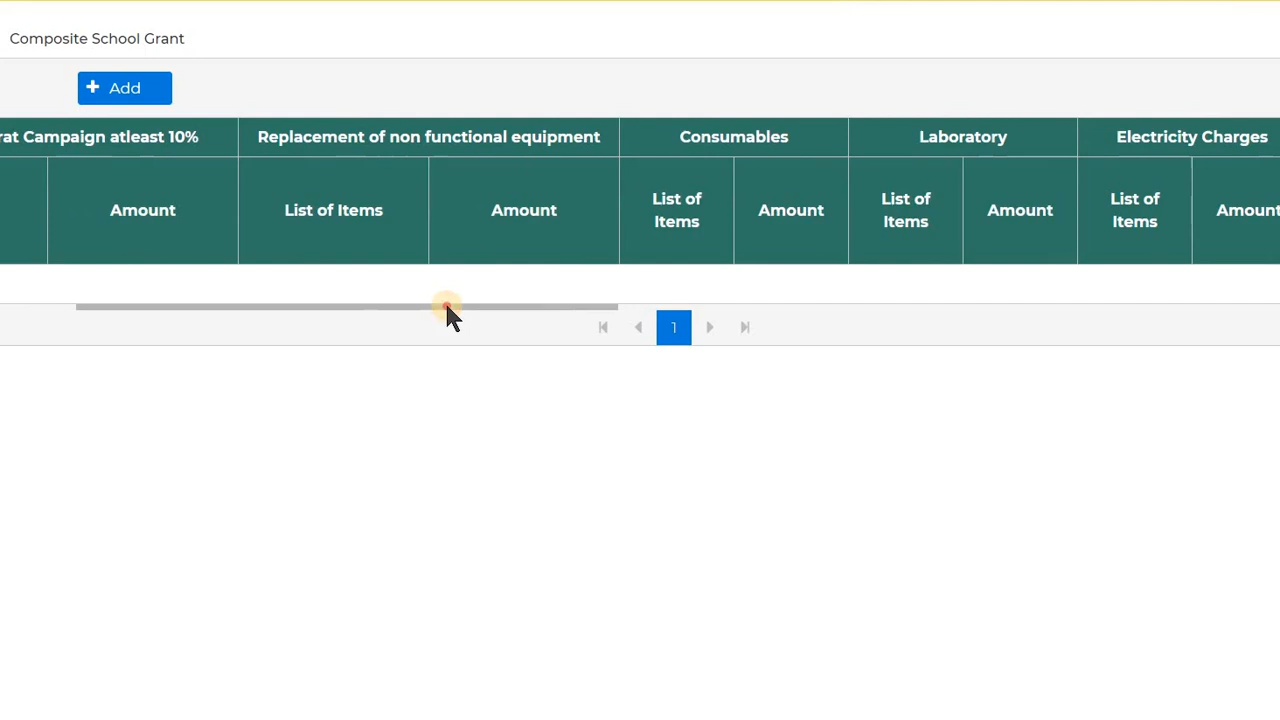 Composite School Grant
Add
rat Campaign atleast 10%
Replacement of non functional equipment
Consumables
Laboratory
Electricity Charges
Amount
List of Items
Amount
List of
Items
Amount
List of
Items
Amount
List of
Items
Amount
1